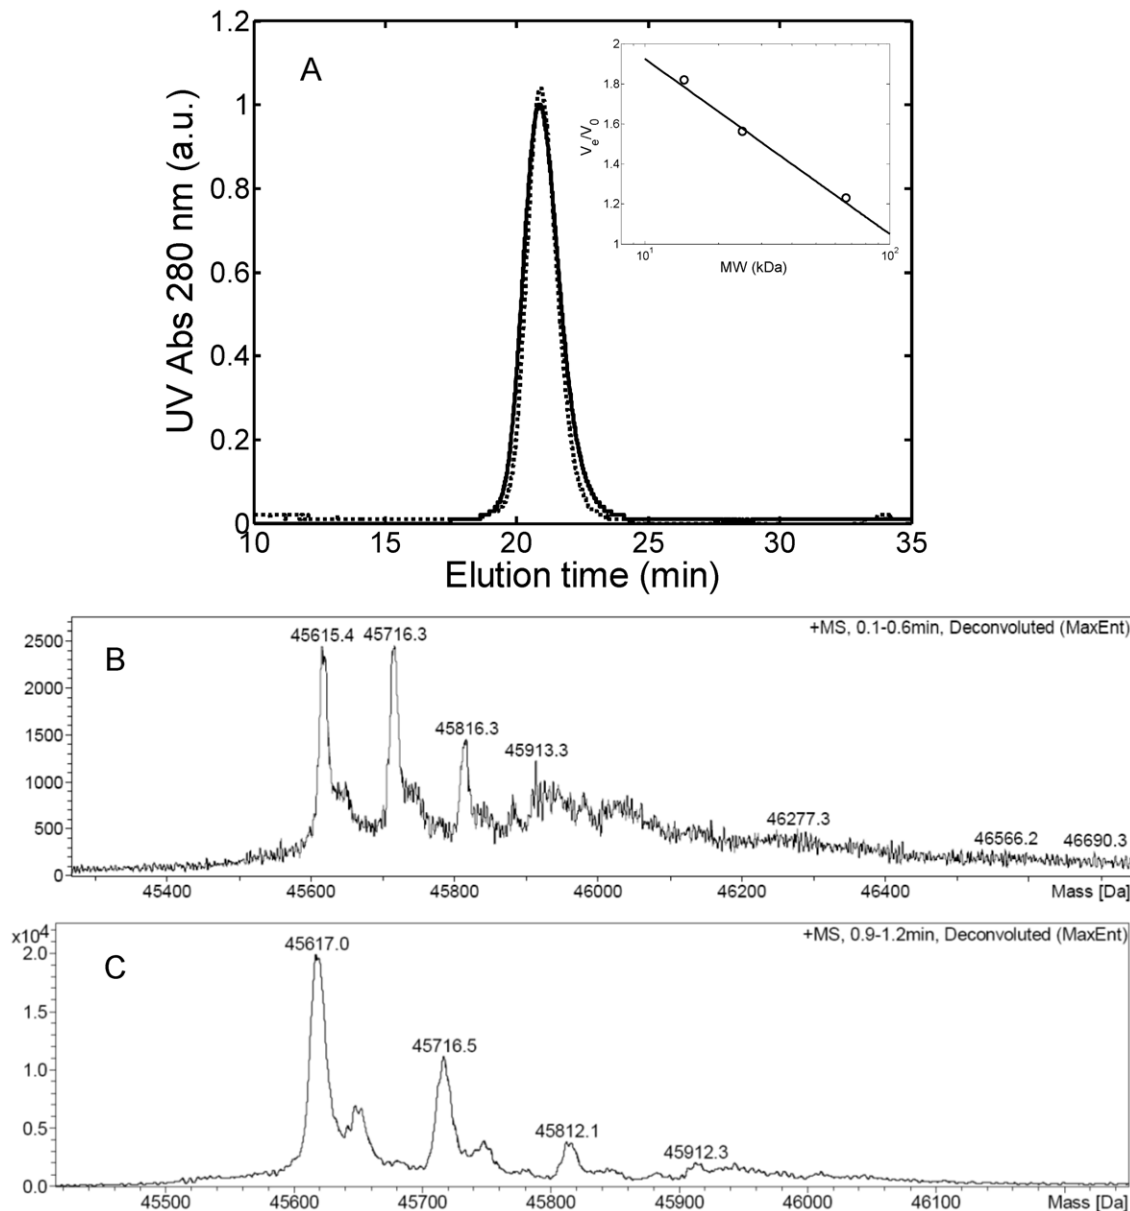 A
UV Abs 280 nm (a.u.)
1.2
1
0.8
0.6
0.4
0.2
0
10 15 20 25 30 35
Elution time (min)
Ve/V0
2
1.8
1.6
1.4
1.2
1
10^1 10^2
MW (kDa)
B
+MS, 0.1-0.6min, Deconvoluted (MaxEnt)
2500
2000
1500
1000
500
0
45615.4 45716.3
45816.3
45913.3
46277.3
46566.2 46690.3
45400 45600 45800 46000 46200 46400 Mass [Da]
C
+MS, 0.9-1.2min, Deconvoluted (MaxEnt)
x10^4
2.0
1.5
1.0
0.5
0.0
45617.0
45716.5
45812.1
45912.3
45500 45600 45700 45800 45900 46000 46100 Mass [Da]